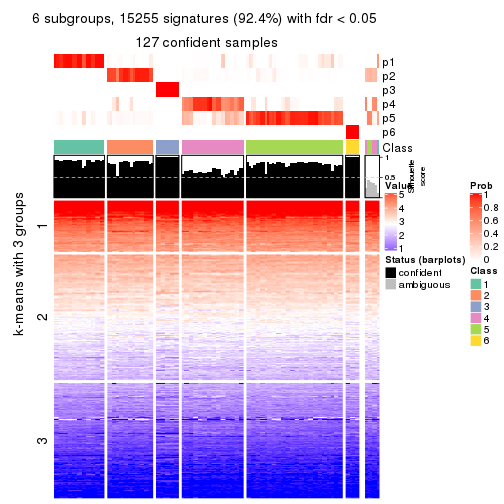 6 subgroups, 15255 signatures (92.4%) with fdr < 0.05
127 confident samples
p1
p2
p3
p4
p5
p6
Class
1
0.5
Silhouette
score
k-means with 3 groups
1
2
3
Value
5
4
3
2
1
Status (barplots)
confident
ambiguous
Prob
1
0.8
0.6
0.4
0.2
0
Class
1
2
3
4
5
6